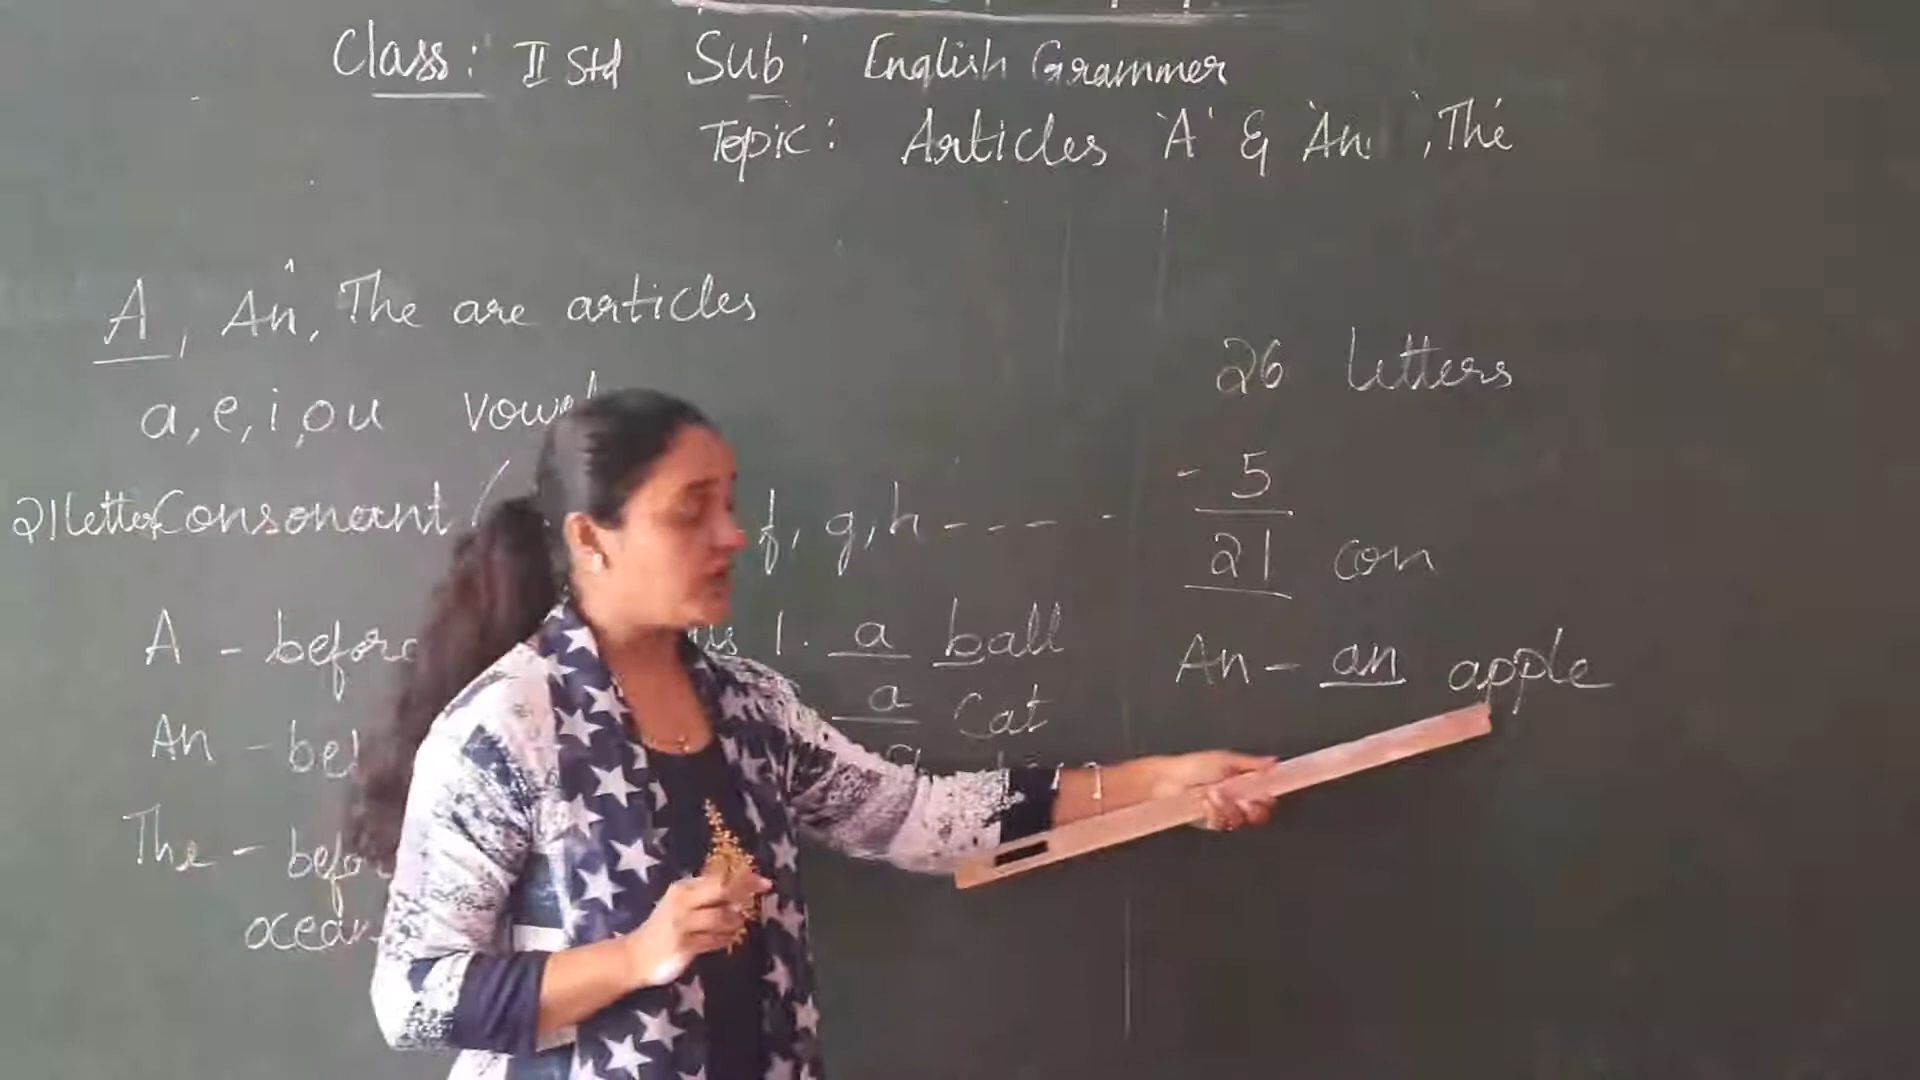 Class: II Std Sub English Grammer
Topic: Articles 'A' & 'An', The
A, An, The are articles
a, e, i, o u
21 letter Consonant ( f, g, h - - - -
A - before 1. a ball
a Cat
An -
The -
26 letters
- 5
21 con
An - an apple